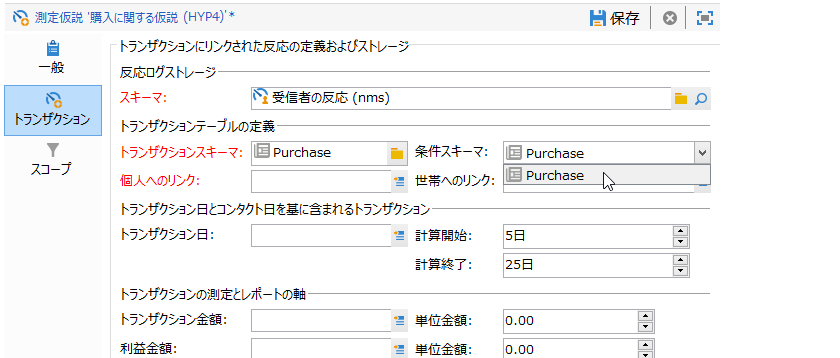 測定仮説 '購入に関する仮説 (HYP4)' *
保存
一般
トランザクション
スコープ
トランザクションにリンクされた反応の定義およびストレージ
反応ログストレージ
スキーマ: 受信者の反応 (nms)
トランザクションテーブルの定義
トランザクションスキーマ: Purchase 条件スキーマ: Purchase
Purchase
個人へのリンク: 世帯へのリンク:
トランザクション日とコンタクト日を基に含まれるトランザクション
トランザクション日: 計算開始: 5日
計算終了: 25日
トランザクションの測定とレポートの軸
トランザクション金額: 単位金額: 0.00
利益金額: 単位金額: 0.00